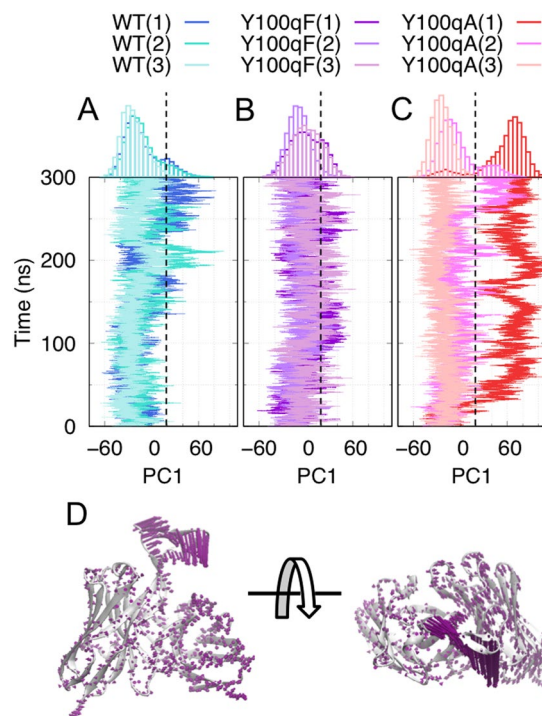 WT(1) Y100qF(1) Y100qA(1)
WT(2) Y100qF(2) Y100qA(2)
WT(3) Y100qF(3) Y100qA(3)
A B C
300
200
100
0
Time (ns)
−60 0 60 −60 0 60 −60 0 60
PC1 PC1 PC1
D